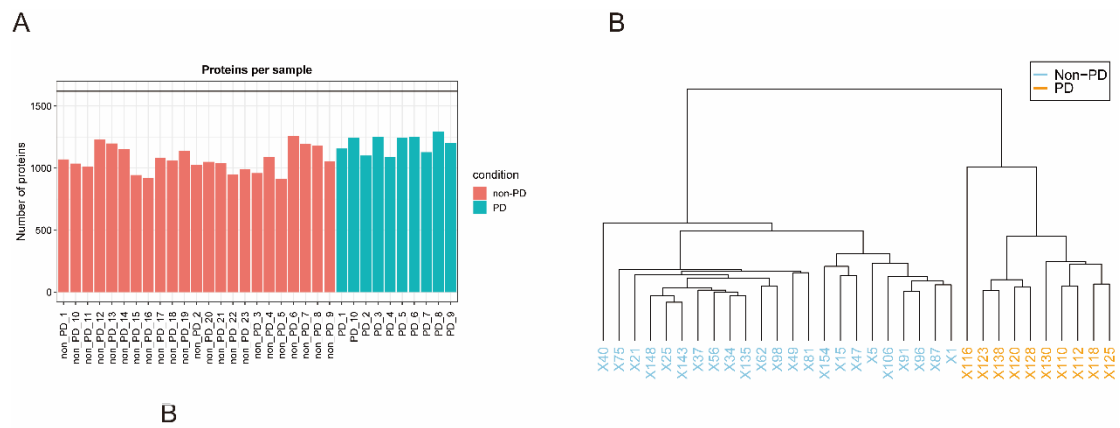 A
Proteins per sample
Number of proteins
1500
1000
500
0
non_PD_1
non_PD_10
non_PD_11
non_PD_12
non_PD_13
non_PD_14
non_PD_15
non_PD_16
non_PD_17
non_PD_18
non_PD_19
non_PD_2
non_PD_20
non_PD_21
non_PD_22
non_PD_23
non_PD_3
non_PD_4
non_PD_5
non_PD_6
non_PD_7
non_PD_8
non_PD_9
PD_1
PD_10
PD_2
PD_3
PD_4
PD_5
PD_6
PD_7
PD_8
PD_9
condition
non-PD
PD
B
B
Non−PD
PD
X40
X75
X21
X148
X25
X143
X37
X56
X34
X135
X62
X98
X49
X81
X154
X15
X47
X5
X106
X91
X96
X87
X1
X116
X123
X138
X120
X128
X130
X110
X112
X118
X125